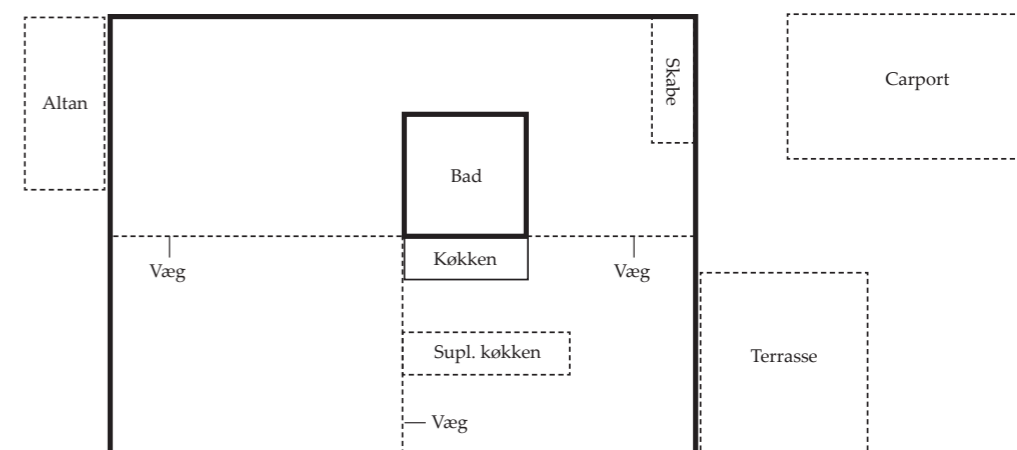 Altan
Skabe
Carport
Bad
Køkken
Væg
Væg
Supl. køkken
Terrasse
Væg